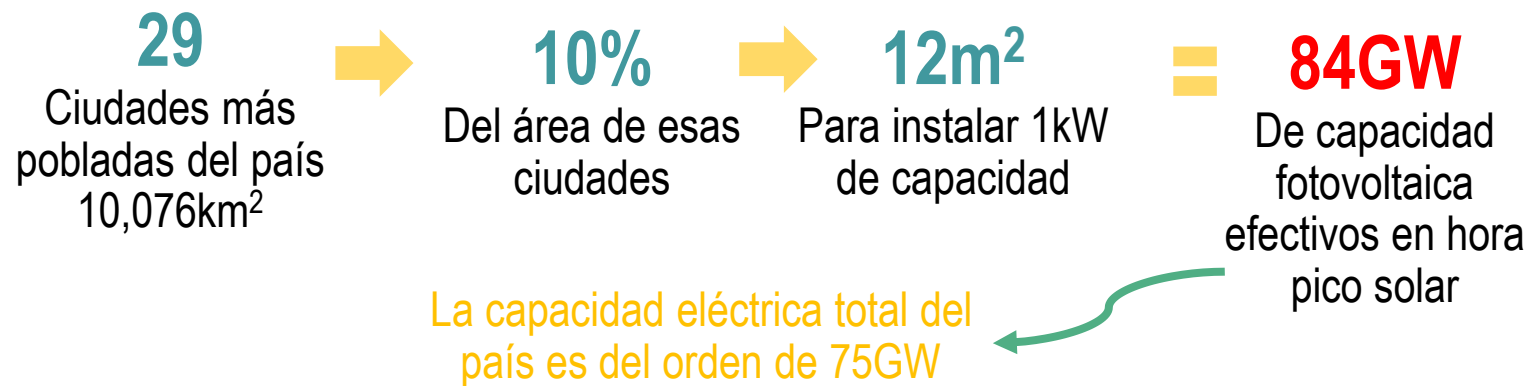 29
Ciudades más
pobladas del país
10,076km²
10%
Del área de esas
ciudades
12m²
Para instalar 1kW
de capacidad
84GW
De capacidad
fotovoltaica
efectivos en hora
pico solar
La capacidad eléctrica total del
país es del orden de 75GW